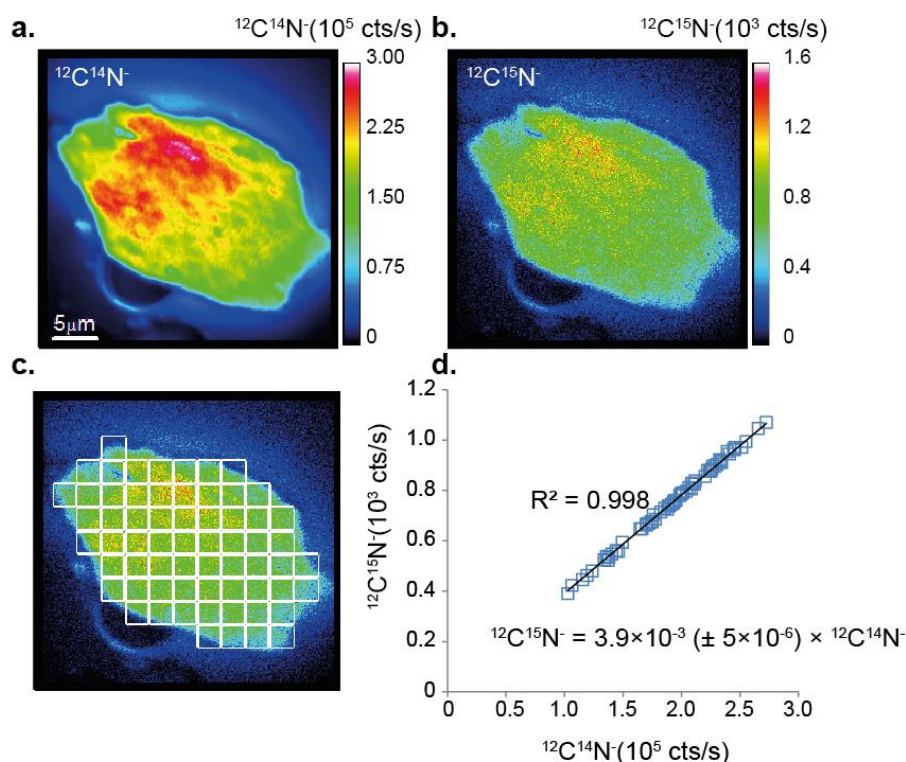 a.
¹²C¹⁴N⁻(10⁵ cts/s)
¹²C¹⁴N⁻
3.00
2.25
1.50
0.75
0
5μm
b.
¹²C¹⁵N⁻(10³ cts/s)
¹²C¹⁵N⁻
1.6
1.2
0.8
0.4
0
c.
d.
¹²C¹⁵N⁻(10³ cts/s)
1.2
1.0
0.8
0.6
0.4
0.2
0
R² = 0.998
¹²C¹⁵N⁻ = 3.9×10⁻³ (± 5×10⁻⁶) × ¹²C¹⁴N⁻
0 0.5 1.0 1.5 2.0 2.5 3.0
¹²C¹⁴N⁻(10⁵ cts/s)